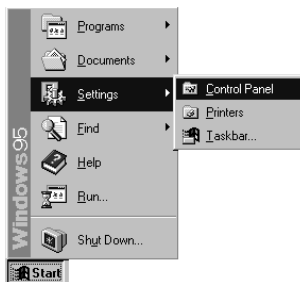 Programs
Documents
Settings
Find
Help
Run...
Shut Down...
Control Panel
Printers
Taskbar...
Windows95
Start